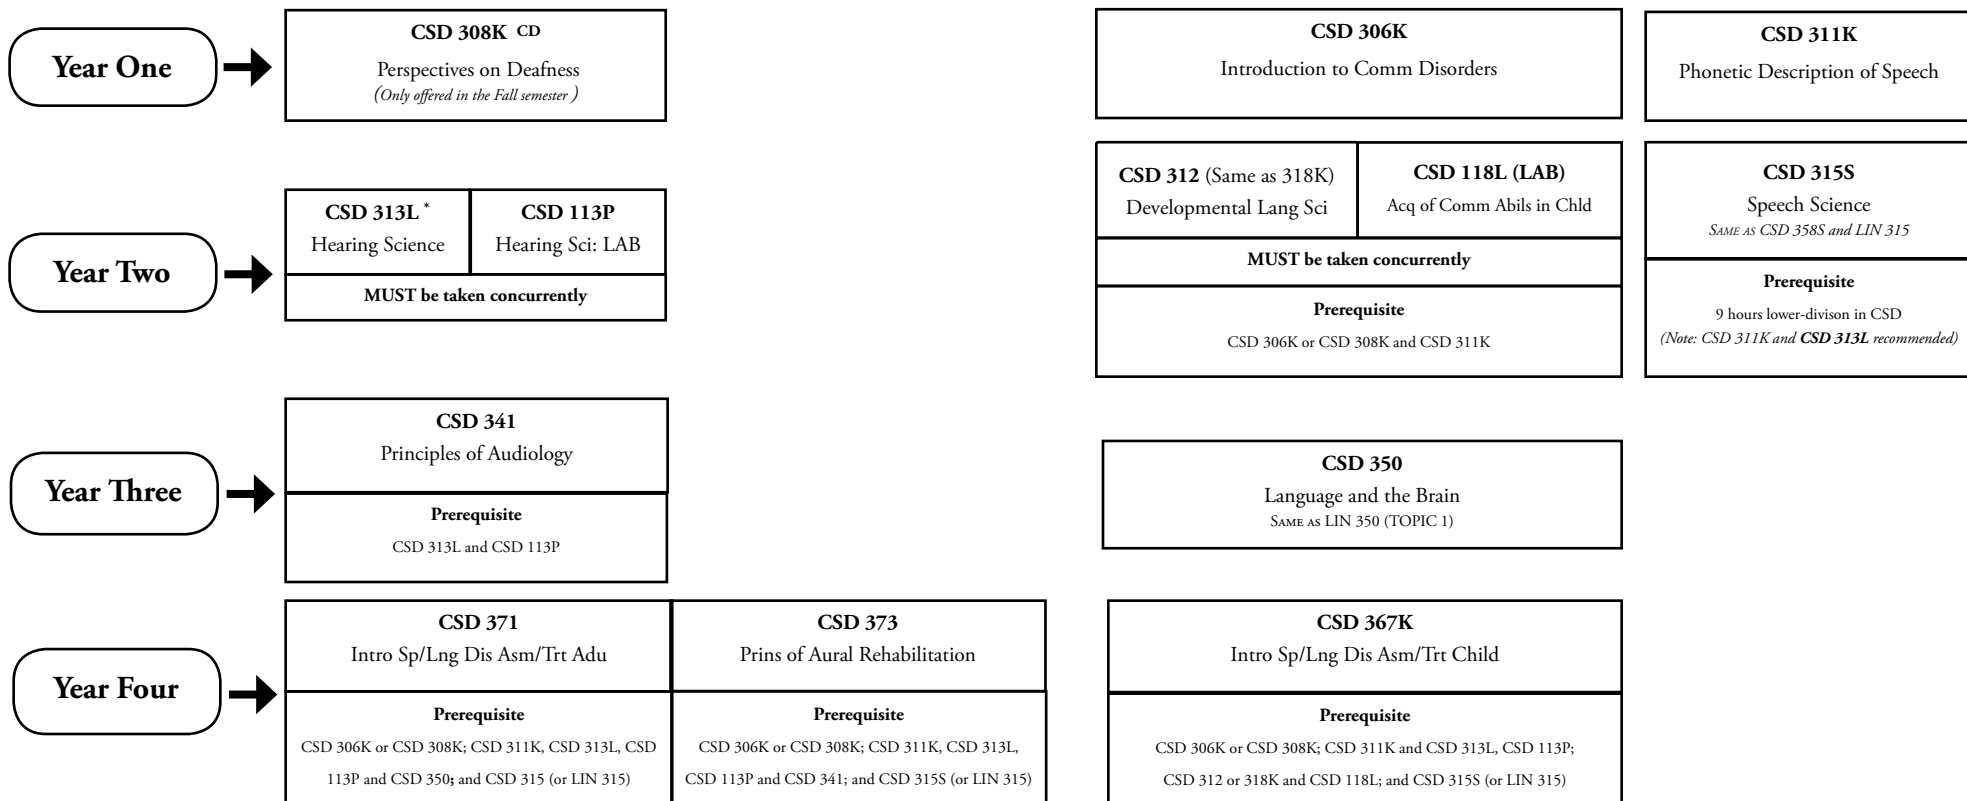 Year One
CSD 308K CD
Perspectives on Deafness
(Only offered in the Fall semester )
CSD 306K
Introduction to Comm Disorders
CSD 311K
Phonetic Description of Speech
Year Two
CSD 313L *
Hearing Science
CSD 113P
Hearing Sci: LAB
MUST be taken concurrently
CSD 312 (Same as 318K)
Developmental Lang Sci
CSD 118L (LAB)
Acq of Comm Abils in Chld
MUST be taken concurrently
Prerequisite
CSD 306K or CSD 308K and CSD 311K
CSD 315S
Speech Science
Same as CSD 358S and LIN 315
Prerequisite
9 hours lower-divison in CSD
(Note: CSD 311K and CSD 313L recommended)
Year Three
CSD 341
Principles of Audiology
Prerequisite
CSD 313L and CSD 113P
CSD 350
Language and the Brain
Same as LIN 350 (TOPIC 1)
Year Four
CSD 371
Intro Sp/Lng Dis Asm/Trt Adu
Prerequisite
CSD 306K or CSD 308K; CSD 311K, CSD 313L, CSD
113P and CSD 350; and CSD 315 (or LIN 315)
CSD 373
Prins of Aural Rehabilitation
Prerequisite
CSD 306K or CSD 308K; CSD 311K, CSD 313L,
CSD 113P and CSD 341; and CSD 315S (or LIN 315)
CSD 367K
Intro Sp/Lng Dis Asm/Trt Child
Prerequisite
CSD 306K or CSD 308K; CSD 311K and CSD 313L, CSD 113P;
CSD 312 or 318K and CSD 118L; and CSD 315S (or LIN 315)